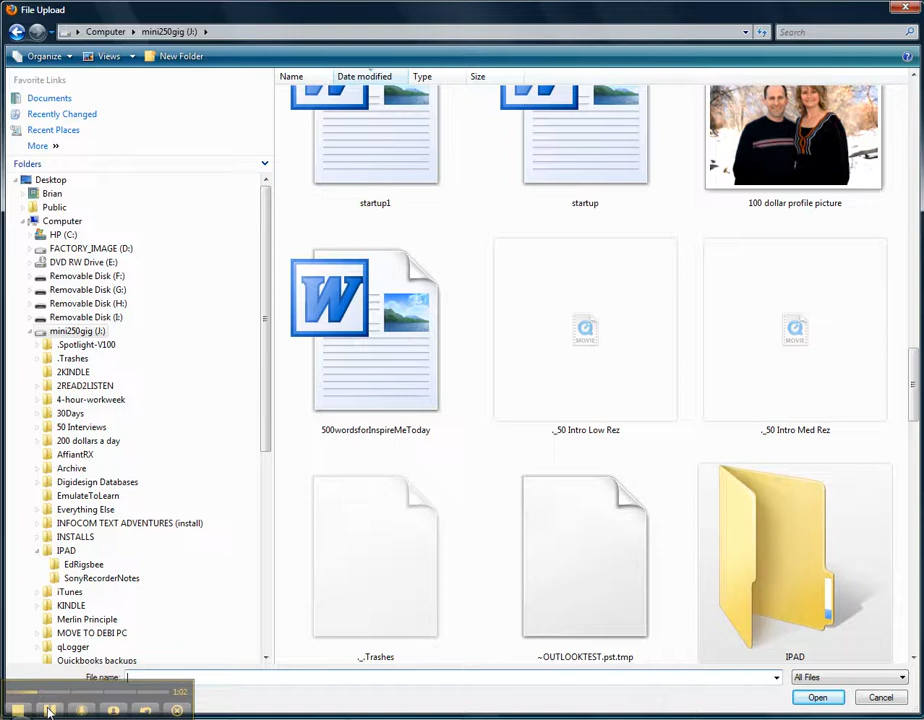 File Upload
Computer ▸ mini250gig (J:) ▸
Search
Organize
Views
New Folder
Favorite Links
Documents
Recently Changed
Recent Places
More »
Folders
Desktop
Brian
Public
Computer
HP (C:)
FACTORY_IMAGE (D:)
DVD RW Drive (E:)
Removable Disk (F:)
Removable Disk (G:)
Removable Disk (H:)
Removable Disk (I:)
mini250gig (J:)
.Spotlight-V100
.Trashes
2KINDLE
2READ2LISTEN
4-hour-workweek
30Days
50 Interviews
200 dollars a day
AffiantRX
Archive
Digidesign Databases
EmulateToLearn
Everything Else
INFOCOM TEXT ADVENTURES (install)
INSTALLS
IPAD
EdRigsbee
SonyRecorderNotes
iTunes
KINDLE
Merlin Principle
MOVE TO DEBI PC
qLogger
Quickbooks backups
Name
Date modified
Type
Size
startup1
startup
100 dollar profile picture
W
MOVIE
MOVIE
500wordsforInspireMeToday
._50 Intro Low Rez
._50 Intro Med Rez
._.Trashes
~OUTLOOKTEST.pst.tmp
IPAD
File name:
All Files
Open
Cancel
1:02